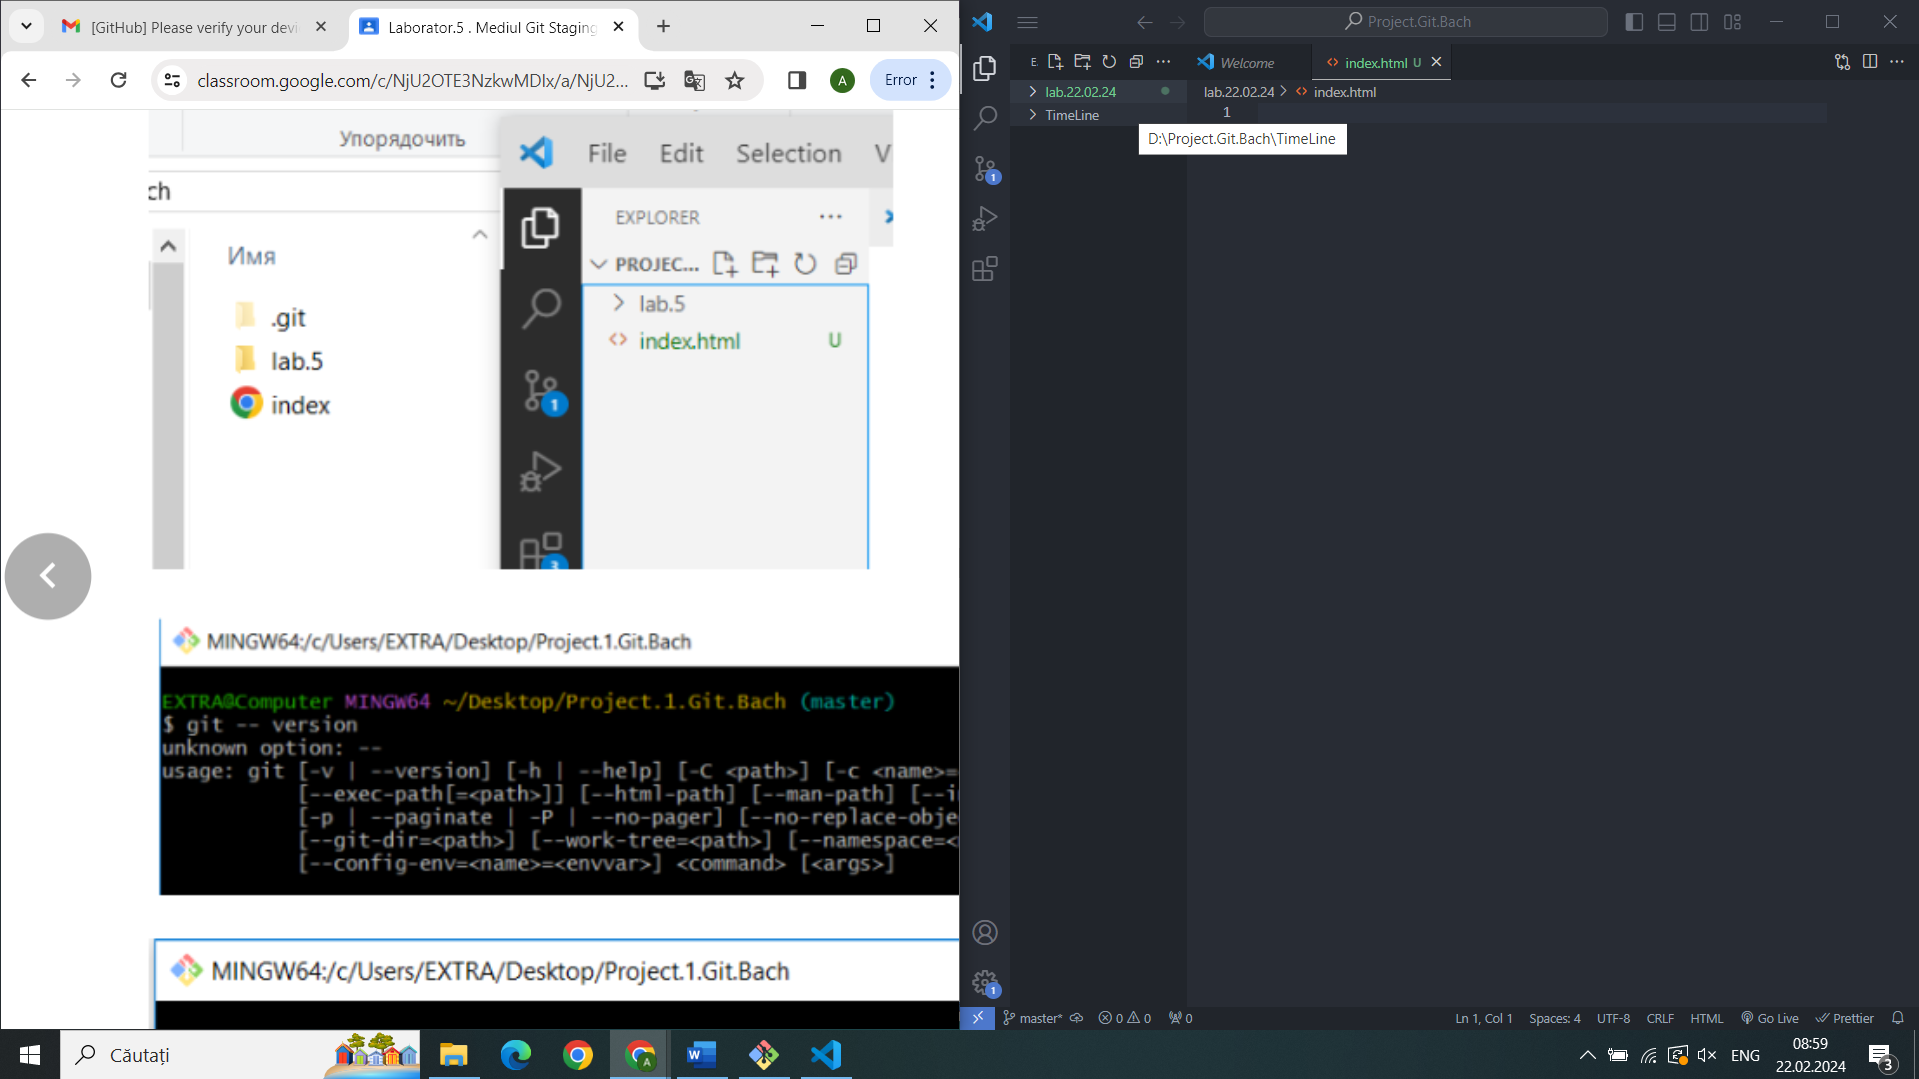 [GitHub] Please verify your devi
Laborator.5 . Mediul Git Staging
classroom.google.com/c/NjU2OTE3NzkwMDIx/a/NjU2...
A
Error
Упорядочить
ch
Имя
.git
lab.5
index
File Edit Selection V
EXPLORER
PROJEC...
lab.5
index.html U
1
3
MINGW64:/c/Users/EXTRA/Desktop/Project.1.Git.Bach
EXTRA@Computer MINGW64 ~/Desktop/Project.1.Git.Bach (master)
$ git -- version
unknown option: --
usage: git [-v | --version] [-h | --help] [-C <path>] [-c <name>=
[--exec-path[=<path>]] [--html-path] [--man-path] [--i
[-p | --paginate | -P | --no-pager] [--no-replace-obje
[--git-dir=<path>] [--work-tree=<path>] [--namespace=<
[--config-env=<name>=<envvar>] <command> [<args>]
MINGW64:/c/Users/EXTRA/Desktop/Project.1.Git.Bach
Project.Git.Bach
E
Welcome
index.html U
lab.22.02.24
TimeLine
lab.22.02.24 > index.html
1
D:\Project.Git.Bach\TimeLine
1
1
master* 0 0 0
Ln 1, Col 1 Spaces: 4 UTF-8 CRLF HTML Go Live Prettier
Căutați
A
W
ENG
08:59
22.02.2024
3